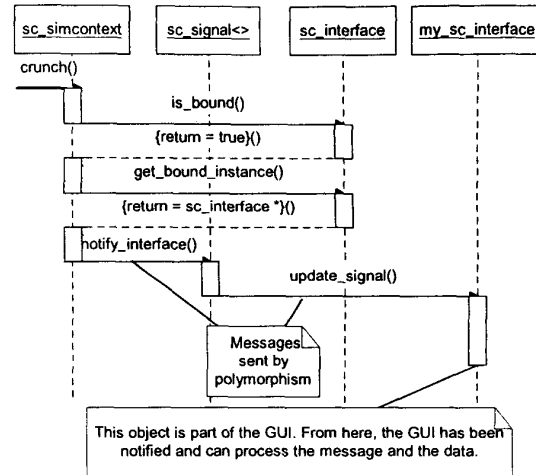 sc_simcontext
sc_signal<>
sc_interface
my_sc_interface
crunch()
is_bound()
{return = true}()
get_bound_instance()
{return = sc_interface *}()
notify_interface()
update_signal()
Messages
sent by
polymorphism
This object is part of the GUI. From here, the GUI has been
notified and can process the message and the data.